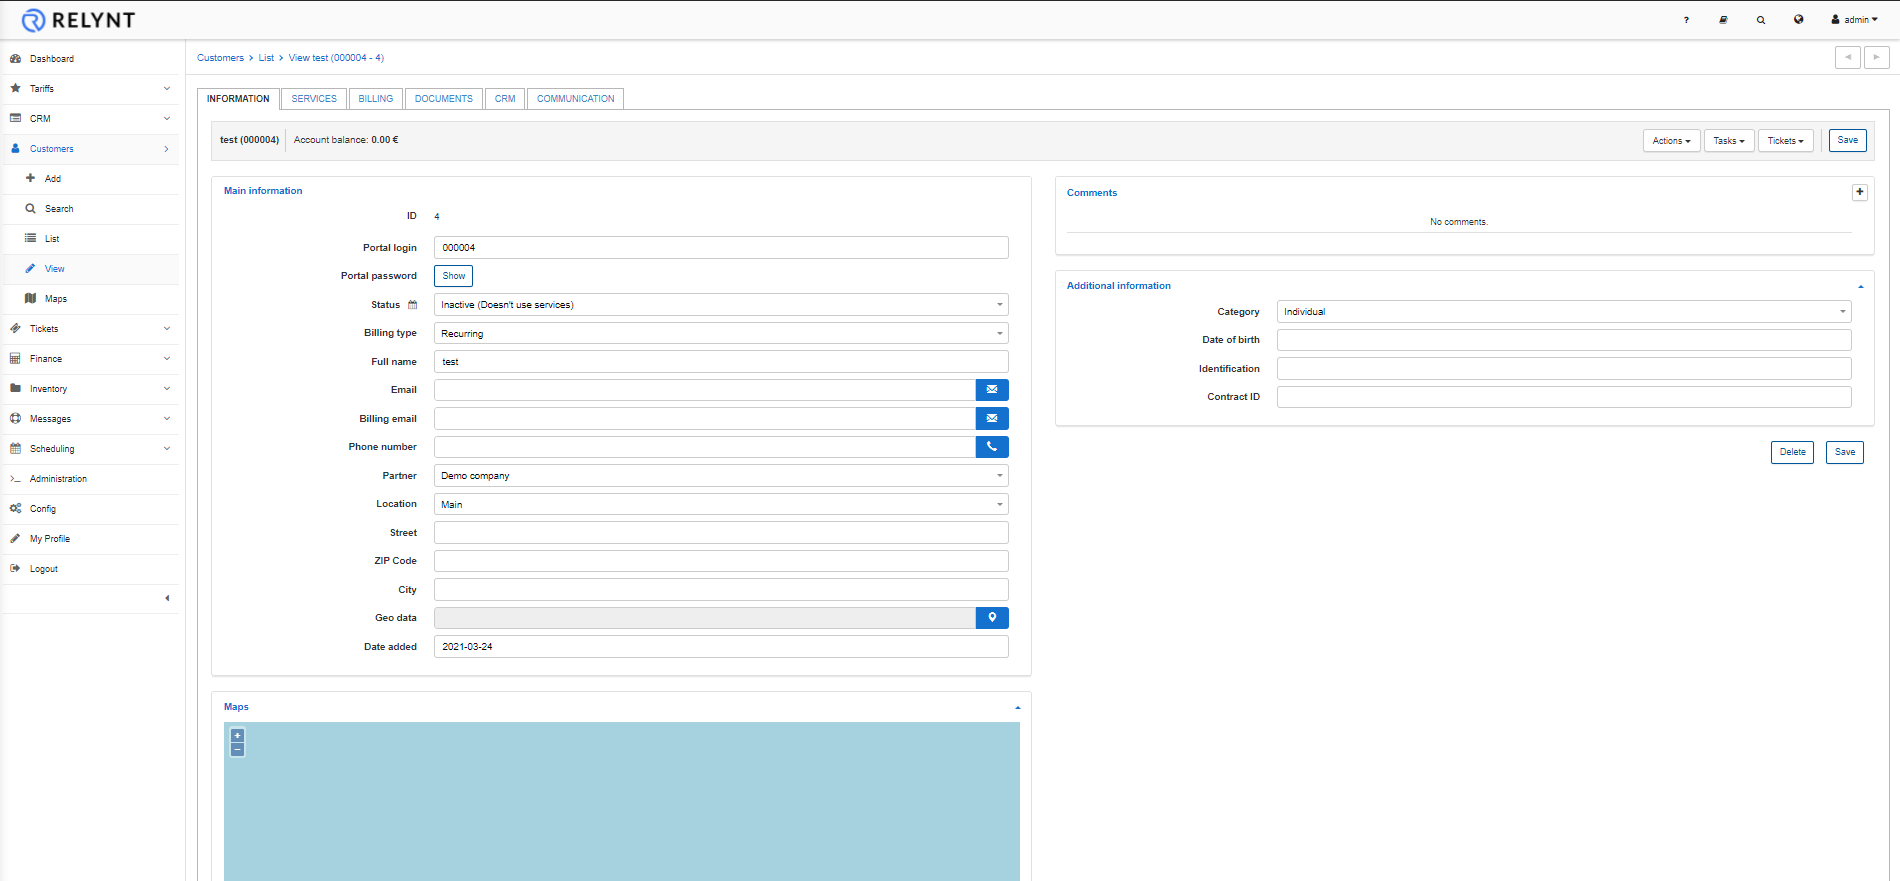 RELYNT
? admin
Dashboard
Tariffs
CRM
Customers
Add
Search
List
View
Maps
Tickets
Finance
Inventory
Messages
Scheduling
Administration
Config
My Profile
Logout
Customers > List > View test (000004 - 4)
INFORMATION SERVICES BILLING DOCUMENTS CRM COMMUNICATION
test (000004) Account balance: 0.00 € Actions Tasks Tickets Save
Main information
ID 4
Portal login 000004
Portal password Show
Status Inactive (Doesn't use services)
Billing type Recurring
Full name test
Email
Billing email
Phone number
Partner Demo company
Location Main
Street
ZIP Code
City
Geo data
Date added 2021-03-24
Maps
+
−
Comments +
No comments.
Additional information
Category Individual
Date of birth
Identification
Contract ID
Delete Save